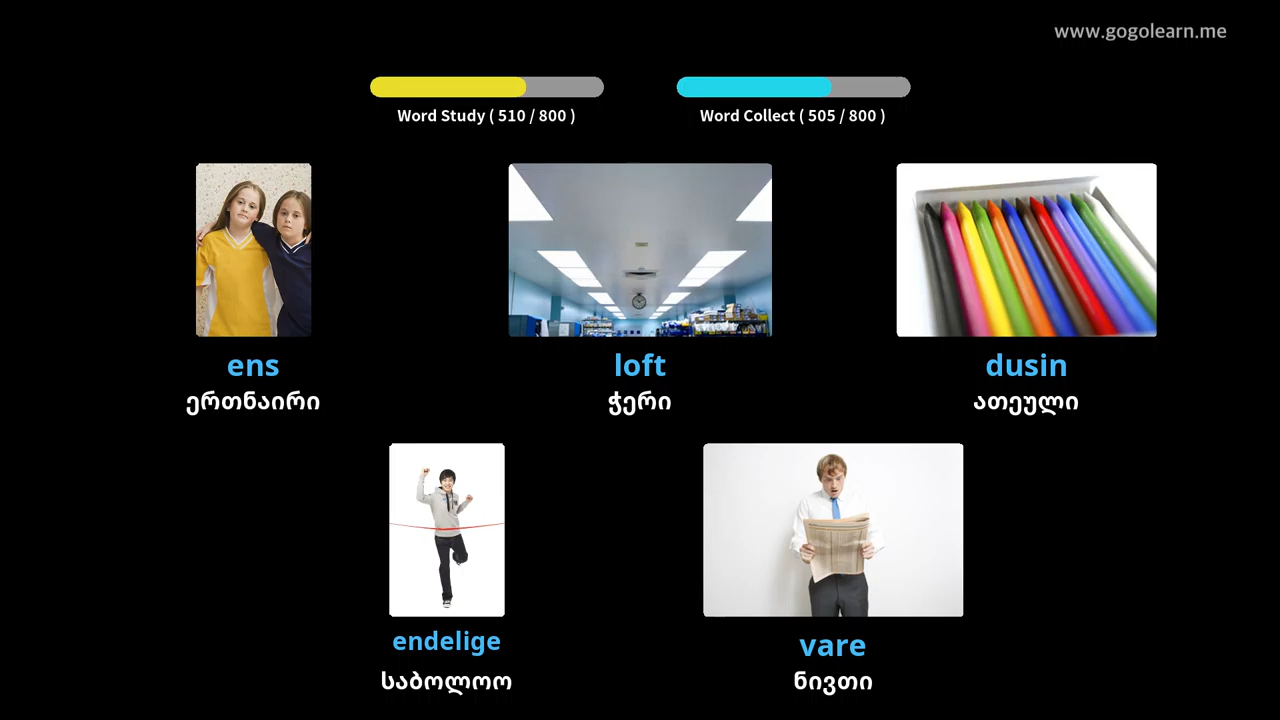 www.gogolearn.me
Word Study ( 510 / 800 )
Word Collect ( 505 / 800 )
ens
ერთნაირი
loft
ჭერი
dusin
ათეული
endelige
საბოლოო
vare
ნივთი